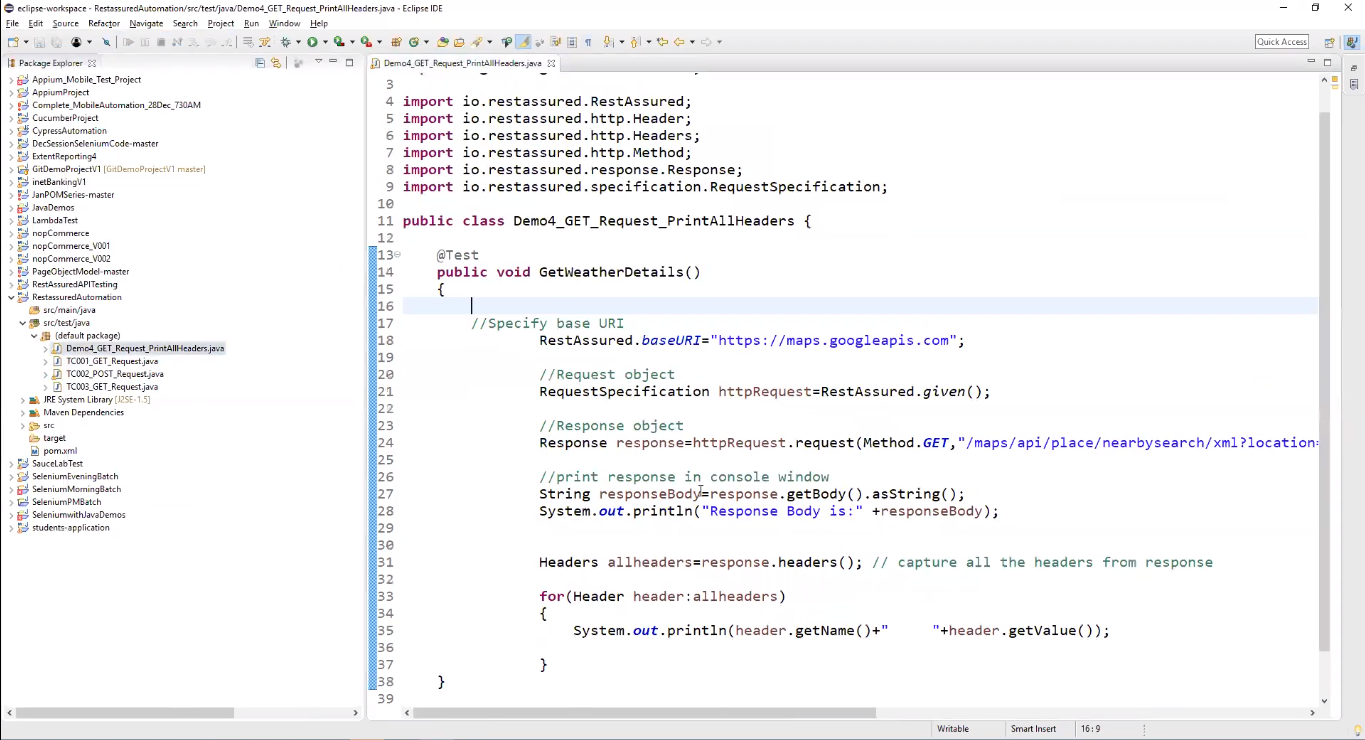 eclipse-workspace - RestassuredAutomation/src/test/java/Demo4_GET_Request_PrintAllHeaders.java - Eclipse IDE
File Edit Source Refactor Navigate Search Project Run Window Help
Quick Access
Package Explorer
Appium_Mobile_Test_Project
AppiumProject
Complete_MobileAutomation_28Dec_730AM
CucumberProject
CypressAutomation
DecSessionSeleniumCode-master
ExtentReporting4
GitDemoProjectV1 [GitDemoProjectV1 master]
inetBankingV1
JanPOMSeries-master
JavaDemos
LambdaTest
nopCommerce
nopCommerce_V001
nopCommerce_V002
PageObjectModel-master
RestAssuredAPITesting
RestassuredAutomation
src/main/java
src/test/java
(default package)
Demo4_GET_Request_PrintAllHeaders.java
TC001_GET_Request.java
TC002_POST_Request.java
TC003_GET_Request.java
JRE System Library [J2SE-1.5]
Maven Dependencies
src
target
pom.xml
SauceLabTest
SeleniumEveningBatch
SeleniumMorningBatch
SeleniumPMBatch
SeleniumwithJavaDemos
students-application
Demo4_GET_Request_PrintAllHeaders.java
3
4 import io.restassured.RestAssured;
5 import io.restassured.http.Header;
6 import io.restassured.http.Headers;
7 import io.restassured.http.Method;
8 import io.restassured.response.Response;
9 import io.restassured.specification.RequestSpecification;
10
11 public class Demo4_GET_Request_PrintAllHeaders {
12
13 @Test
14 public void GetWeatherDetails()
15 {
16
17 //Specify base URI
18 RestAssured.baseURI="https://maps.googleapis.com";
19
20 //Request object
21 RequestSpecification httpRequest=RestAssured.given();
22
23 //Response object
24 Response response=httpRequest.request(Method.GET,"/maps/api/place/nearbysearch/xml?location=
25
26 //print response in console window
27 String responseBody=response.getBody().asString();
28 System.out.println("Response Body is:" +responseBody);
29
30
31 Headers allheaders=response.headers(); // capture all the headers from response
32
33 for(Header header:allheaders)
34 {
35 System.out.println(header.getName()+"     "+header.getValue());
36
37 }
38 }
39
Writable Smart Insert 16 : 9